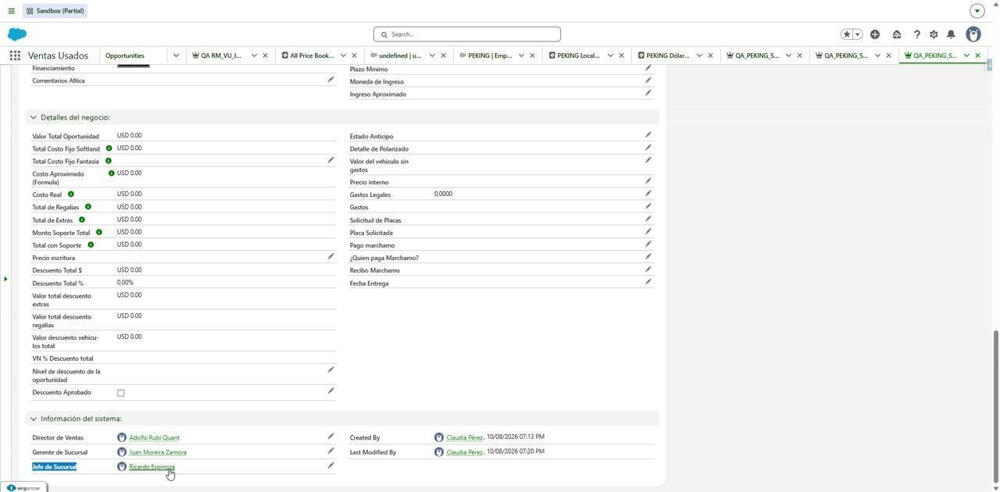 Sandbox (Partial)
Search...
Ventas Usados
Opportunities
QA RM_VU_I...
All Price Book...
undefined | u...
PEKING | Emp...
PEKING Local...
PEKING Dólar...
QA_PEKING_S...
QA_PEKING_S...
QA_PEKING_S...
Financiamiento
Comentarios Altica
Plazo Mínimo
Moneda de Ingreso
Ingreso Aproximado
Detalles del negocio:
Valor Total Oportunidad USD 0.00
Total Costo Fijo Softland USD 0.00
Total Costo Fijo Fantasia
Costo Aproximado
(Formula) USD 0.00
Costo Real USD 0.00
Total de Regalías USD 0.00
Total de Extras USD 0.00
Monto Soporte Total USD 0.00
Total con Soporte USD 0.00
Precio escritura
Descuento Total $ USD 0.00
Descuento Total % 0,00%
Valor total descuento
extras USD 0.00
Valor total descuento
regalías USD 0.00
Valor descuento vehícu-
los total USD 0.00
VN % Descuento total
Nivel de descuento de la
oportunidad
Descuento Aprobado
Estado Anticipo
Detalle de Polarizado
Valor del vehículo sin
gastos
Precio interno
Gastos Legales 0,0000
Gastos
Solicitud de Placas
Placa Solicitada
Pago marchamo
¿Quien paga Marchamo?
Recibo Marchamo
Fecha Entrega
Información del sistema:
Director de Ventas Adolfo Rubí Quant
Gerente de Sucursal Juan Moreira Zamora
Jefe de Sucursal Ricardo Espinoza
Created By Claudia Pérez, 10/08/2026 07:13 PM
Last Modified By Claudia Pérez, 10/08/2026 07:20 PM
organizer